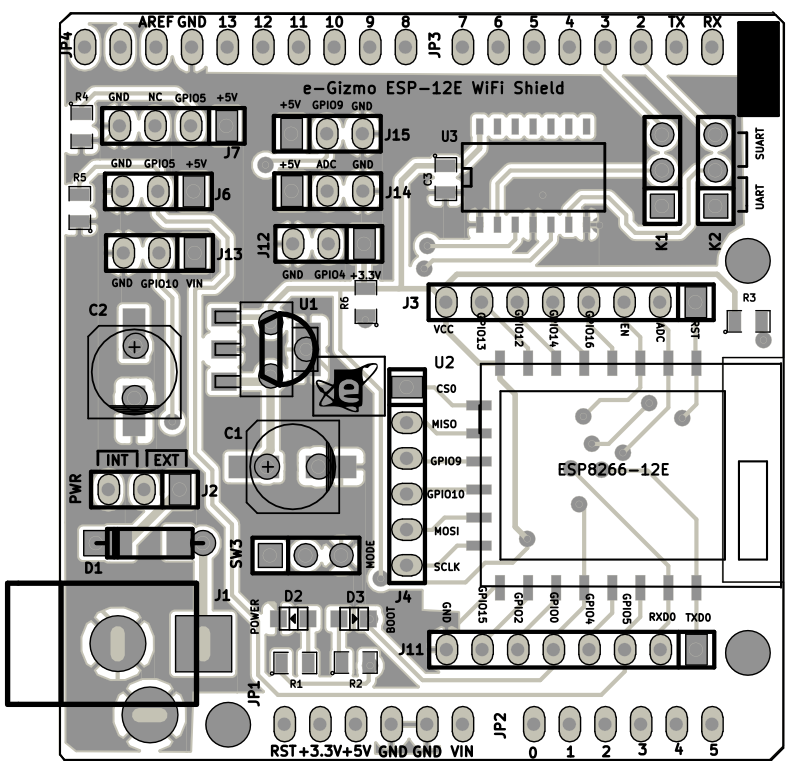 JP4 AREF GND 13 12 11 10 9 8 JP3 7 6 5 4 3 2 TX RX
e-Gizmo ESP-12E WiFi Shield
R4 GND NC GPIO5 +5V
J7
+5V GPIO9 GND
J15
U3
SUART
UART
K1 K2
R5 GND GPIO5 +5V
J6
+5V ADC GND
J14
C3
J13
GND GPIO10 VIN
J12
GND GPIO4 +3.3V
R6
J3
VCC GPIO13 GPIO12 GPIO14 GPIO16 EN ADC RST
R3
C2
U1
U2
J4
CS0
MISO
GPIO9
GPIO10
MOSI
SCLK
ESP8266-12E
C1
INT EXT
PWR J2
D1
SW3 MODE
J1
POWER D2 D3 BOOT
R1 R2
GND GPIO15 GPIO2 GPIO0 GPIO4 GPIO5 RXD0 TXD0
J11
JP1
RST +3.3V +5V GND GND VIN
JP2
0 1 2 3 4 5